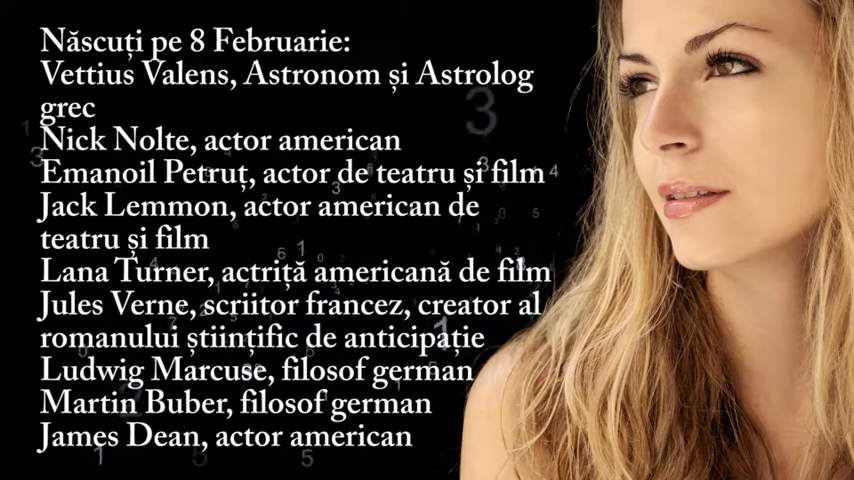 Născuți pe 8 Februarie:
Vettius Valens, Astronom și Astrolog
grec
Nick Nolte, actor american
Emanoil Petruț, actor de teatru și film
Jack Lemmon, actor american de
teatru și film
Lana Turner, actriță americană de film
Jules Verne, scriitor francez, creator al
romanului științific de anticipație
Ludwig Marcuse, filosof german
Martin Buber, filosof german
James Dean, actor american